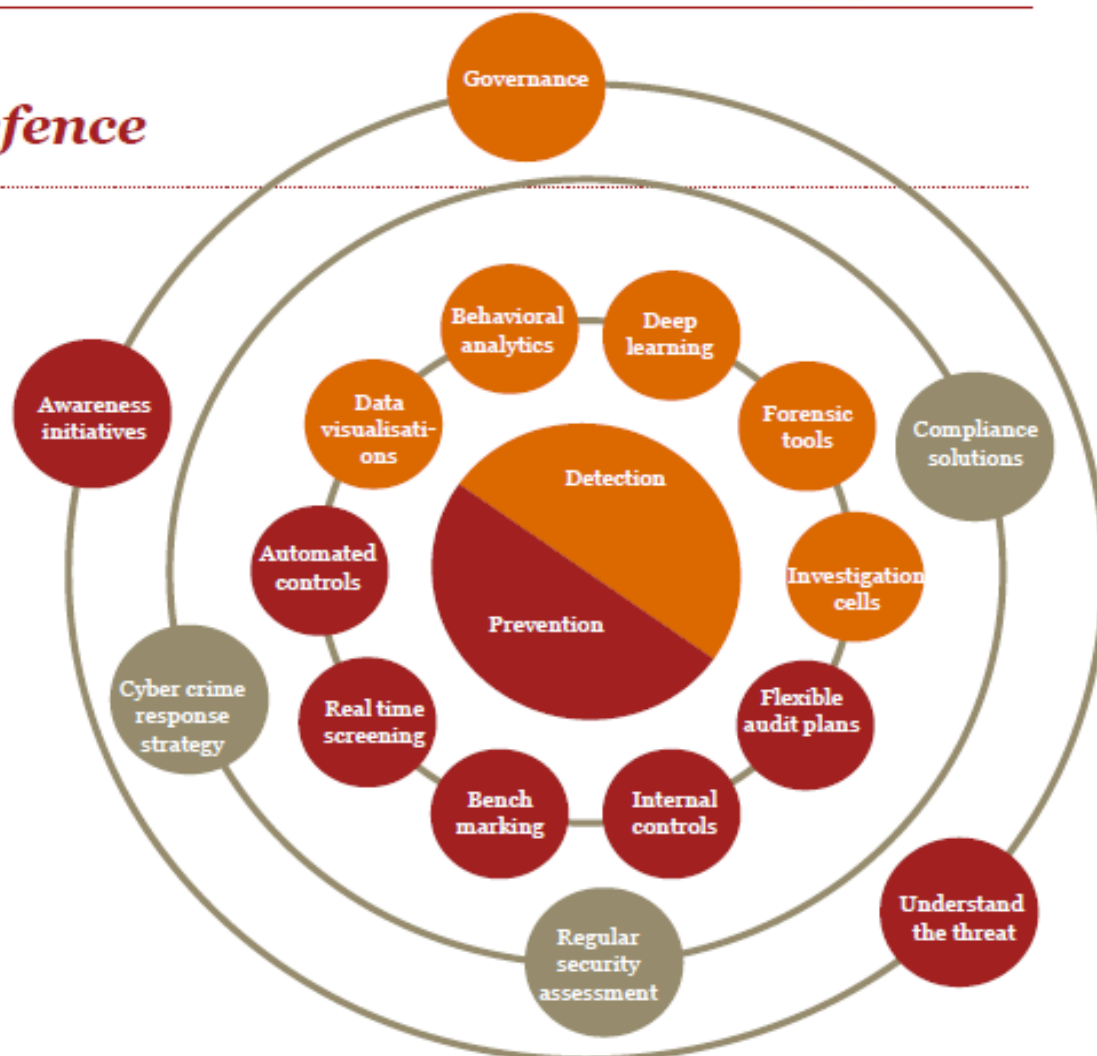 Governance
fence
Behavioral
analytics
Deep
learning
Awareness
initiatives
Data
visualisati-
ons
Forensic
tools
Compliance
solutions
Detection
Automated
controls
Investigation
cells
Prevention
Cyber crime
response
strategy
Real time
screening
Flexible
audit plans
Bench
marking
Internal
controls
Understand
the threat
Regular
security
assessment